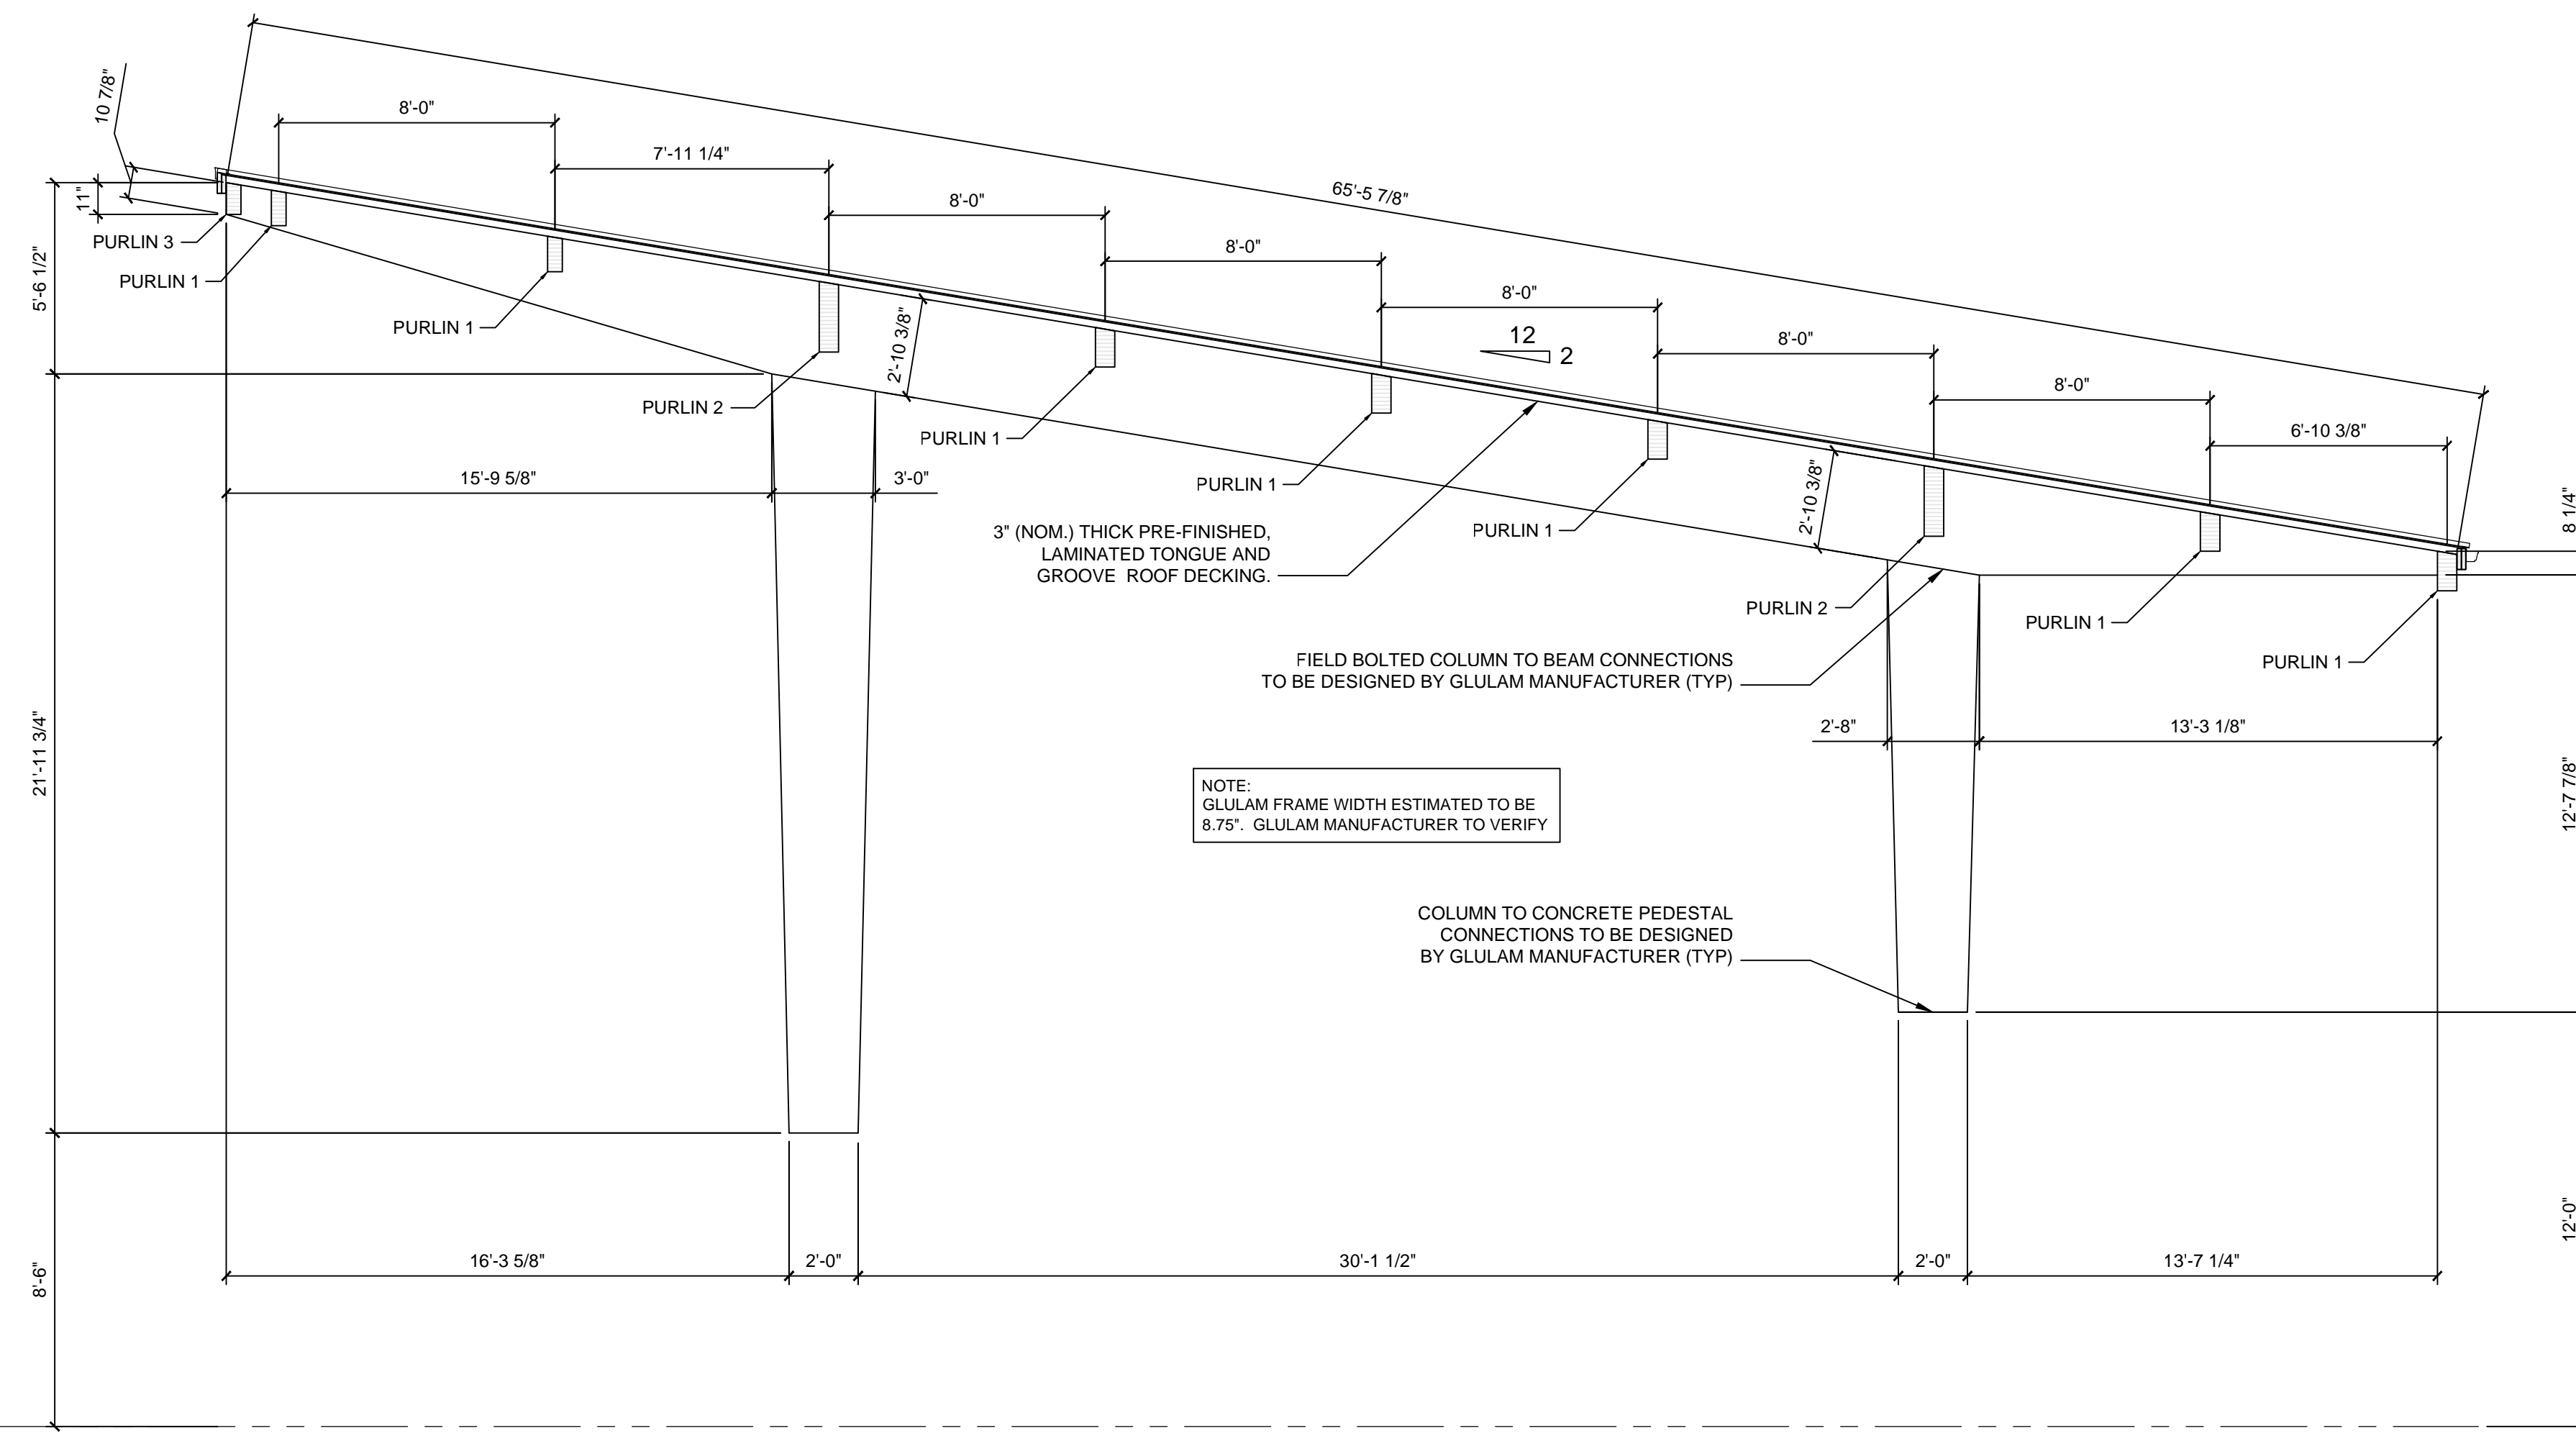 65'-5 7/8"
10 7/8"
8'-0"
7'-11 1/4"
8'-0"
8'-0"
8'-0"
8'-0"
8'-0"
6'-10 3/8"
11"
5'-6 1/2"
PURLIN 3
PURLIN 1
PURLIN 1
PURLIN 2
2'-10 3/8"
PURLIN 1
PURLIN 1
12
2
PURLIN 1
2'-10 3/8"
PURLIN 2
PURLIN 1
PURLIN 1
8 1/4"
15'-9 5/8"
3'-0"
3" (NOM.) THICK PRE-FINISHED,
LAMINATED TONGUE AND
GROOVE ROOF DECKING.
FIELD BOLTED COLUMN TO BEAM CONNECTIONS
TO BE DESIGNED BY GLULAM MANUFACTURER (TYP)
2'-8"
13'-3 1/8"
21'-11 3/4"
12'-7 7/8"
NOTE:
GLULAM FRAME WIDTH ESTIMATED TO BE
8.75". GLULAM MANUFACTURER TO VERIFY
COLUMN TO CONCRETE PEDESTAL
CONNECTIONS TO BE DESIGNED
BY GLULAM MANUFACTURER (TYP)
16'-3 5/8"
2'-0"
30'-1 1/2"
2'-0"
13'-7 1/4"
8'-6"
12'-0"